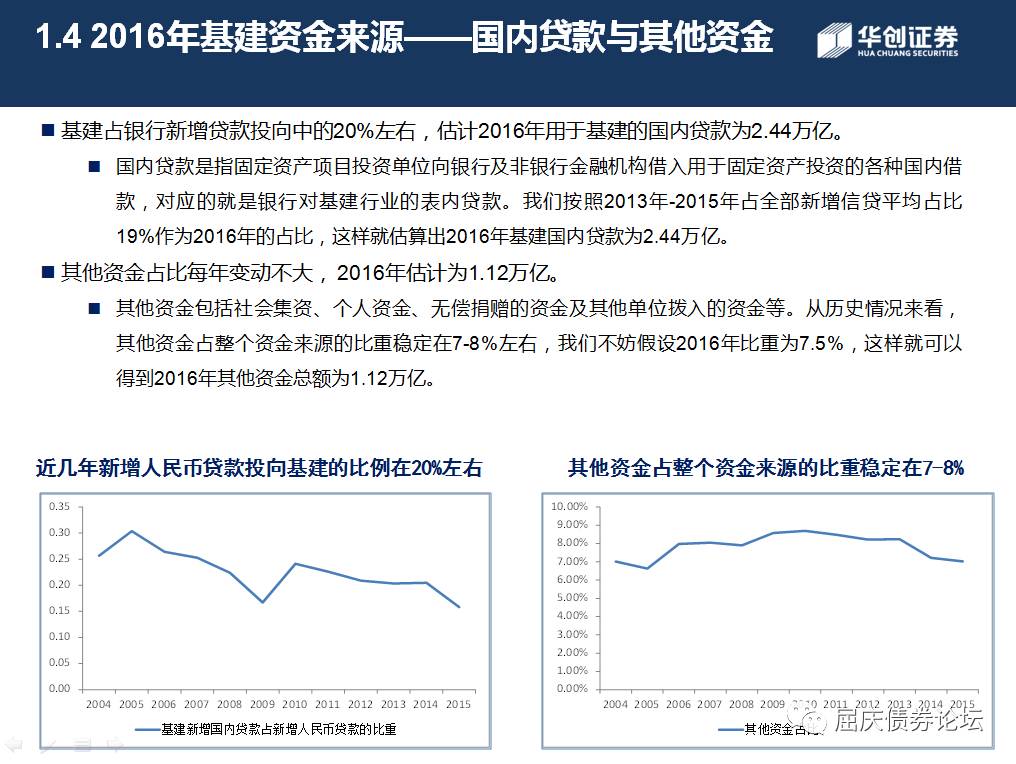 1.4 2016年基建资金来源——国内贷款与其他资金
华创证券
HUA CHUANG SECURITIES
基建占银行新增贷款投向中的20%左右，估计2016年用于基建的国内贷款为2.44万亿。
国内贷款是指固定资产项目投资单位向银行及非银行金融机构借入用于固定资产投资的各种国内借
款，对应的就是银行对基建行业的表内贷款。我们按照2013年-2015年占全部新增信贷平均占比
19%作为2016年的占比，这样就估算出2016年基建国内贷款为2.44万亿。
其他资金占比每年变动不大，2016年估计为1.12万亿。
其他资金包括社会集资、个人资金、无偿捐赠的资金及其他单位拨入的资金等。从历史情况来看，
其他资金占整个资金来源的比重稳定在7-8%左右，我们不妨假设2016年比重为7.5%，这样就可以
得到2016年其他资金总额为1.12万亿。
近几年新增人民币贷款投向基建的比例在20%左右
0.35
0.30
0.25
0.20
0.15
0.10
0.05
0.00
2004 2005 2006 2007 2008 2009 2010 2011 2012 2013 2014 2015
基建新增国内贷款占新增人民币贷款的比重
其他资金占整个资金来源的比重稳定在7-8%
10.00%
9.00%
8.00%
7.00%
6.00%
5.00%
4.00%
3.00%
2.00%
1.00%
0.00%
2004 2005 2006 2007 2008 2009 2010 2011 2012 2013 2014 2015
其他资金占比
屈庆债券论坛